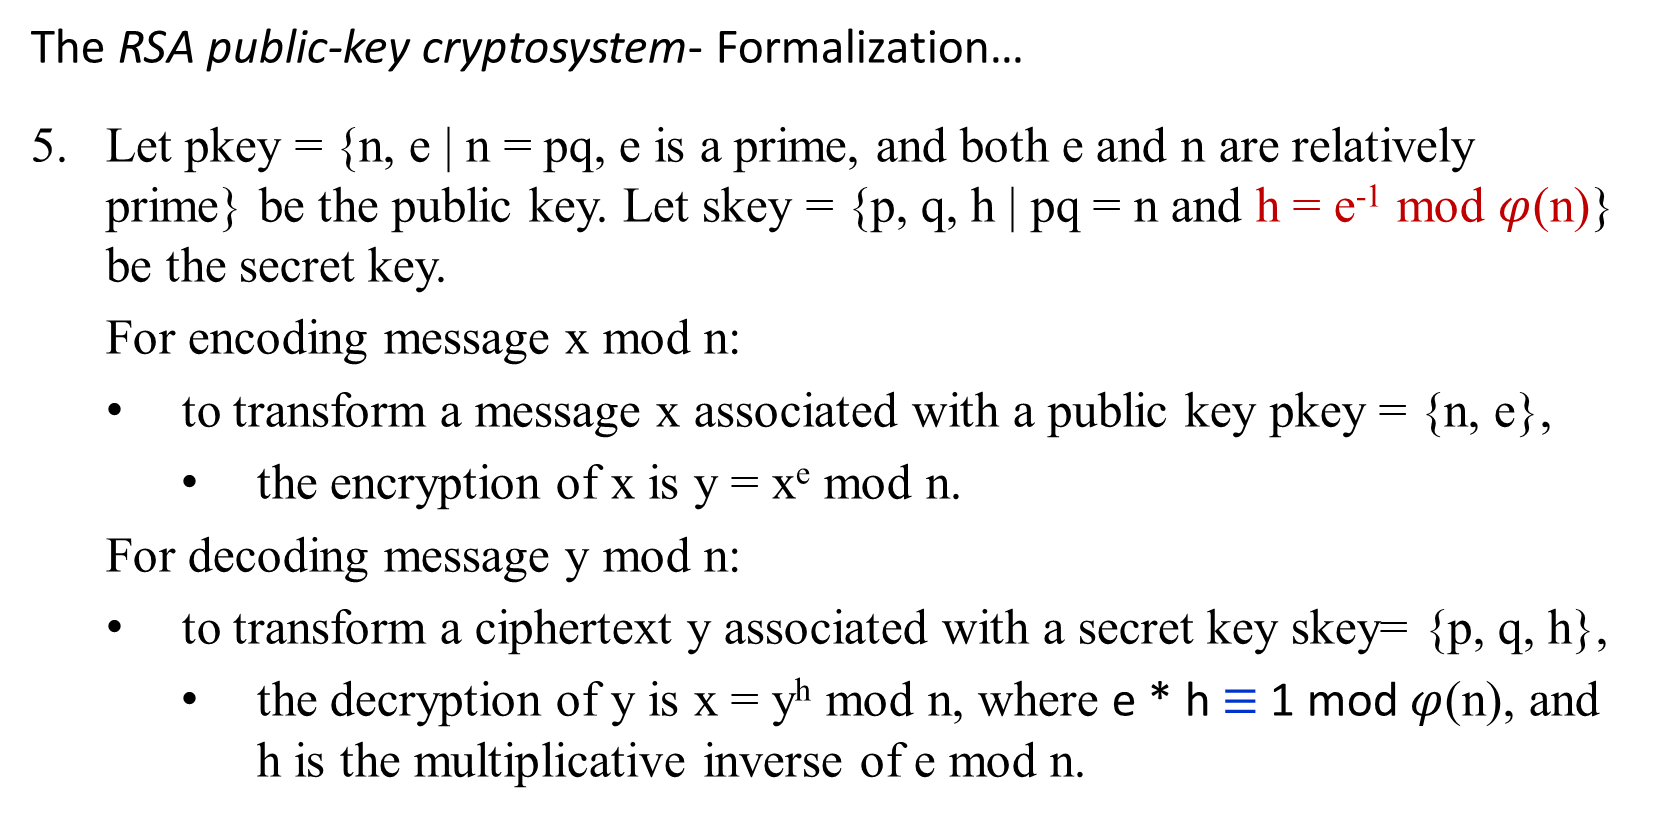 The RSA public-key cryptosystem- Formalization...
5. Let pkey = {n, e | n = pq, e is a prime, and both e and n are relatively
prime} be the public key. Let skey = {p, q, h | pq = n and h = e⁻¹ mod φ(n)}
be the secret key.
For encoding message x mod n:
• to transform a message x associated with a public key pkey = {n, e},
• the encryption of x is y = xᵉ mod n.
For decoding message y mod n:
• to transform a ciphertext y associated with a secret key skey= {p, q, h},
• the decryption of y is x = yʰ mod n, where e * h ≡ 1 mod φ(n), and
h is the multiplicative inverse of e mod n.